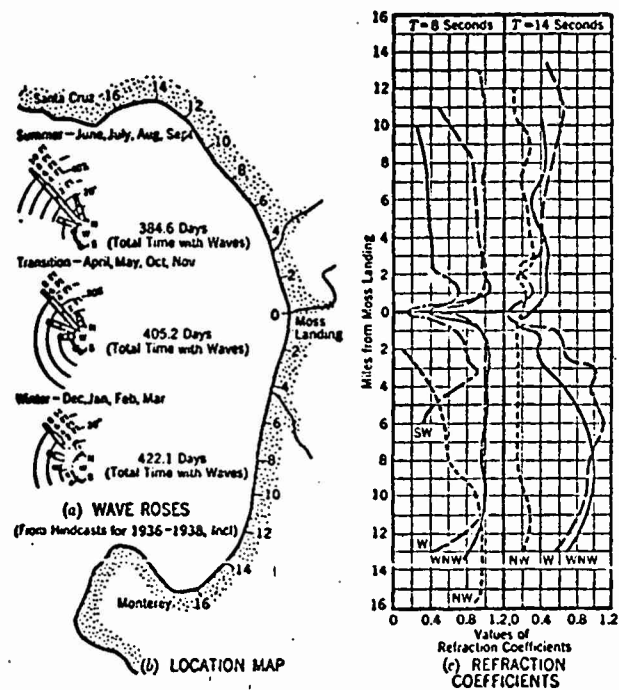 Santa Cruz
16
14
12
10
8
6
4
2
0
Moss Landing
2
4
6
8
10
12
14
16
Monterey
Summer—June, July, Aug, Sept
N
W
S
384.6 Days
(Total Time with Waves)
Transition—April, May, Oct, Nov
N
W
S
405.2 Days
(Total Time with Waves)
Winter—Dec, Jan, Feb, Mar
N
W
S
422.1 Days
(Total Time with Waves)
(a) WAVE ROSES
(From Hindcasts for 1936-1938, Incl)
(b) LOCATION MAP
T=8 Seconds
T=14 Seconds
Miles from Moss Landing
16
14
12
10
8
6
4
2
0
2
4
6
8
10
12
14
16
SW
W
WNW
NW
NW
W
WNW
0 0.4 0.8 1.20 0.4 0.8 1.2
Values of
Refraction Coefficients
(c) REFRACTION
COEFFICIENTS